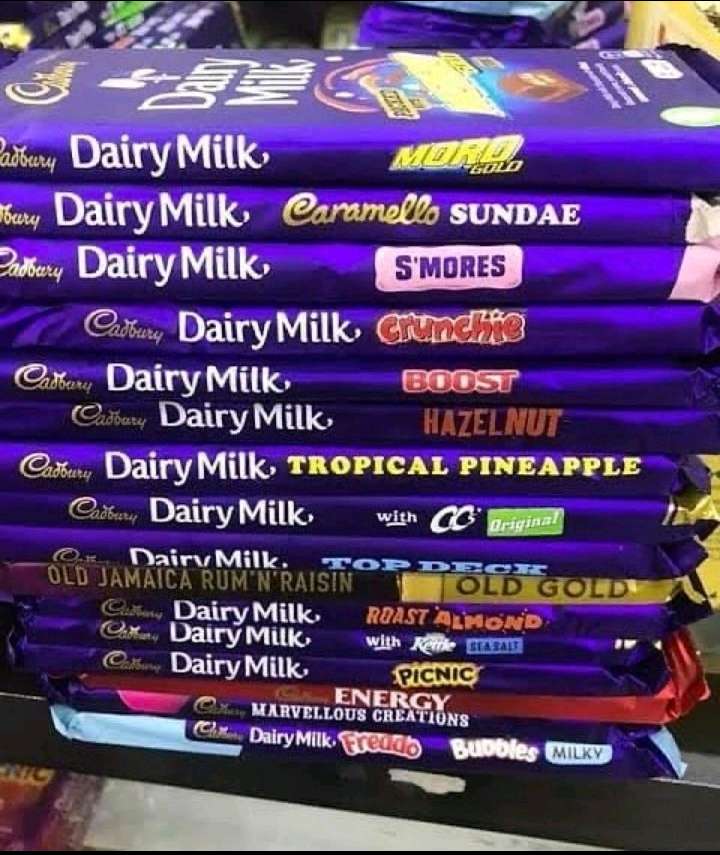 Cadbury Dairy Milk
Cadbury Dairy Milk MORO GOLD
Cadbury Dairy Milk Caramello SUNDAE
Cadbury Dairy Milk S'MORES
Cadbury Dairy Milk Crunchie
Cadbury Dairy Milk BOOST
Cadbury Dairy Milk HAZELNUT
Cadbury Dairy Milk TROPICAL PINEAPPLE
Cadbury Dairy Milk with CC's Original
Cadbury Dairy Milk TOP DECK
OLD JAMAICA RUM 'N' RAISIN OLD GOLD
Cadbury Dairy Milk ROAST ALMOND
Cadbury Dairy Milk with Kettle SEA SALT
Cadbury Dairy Milk PICNIC
ENERGY
Cadbury MARVELLOUS CREATIONS
Cadbury Dairy Milk Freddo Bubbles MILKY